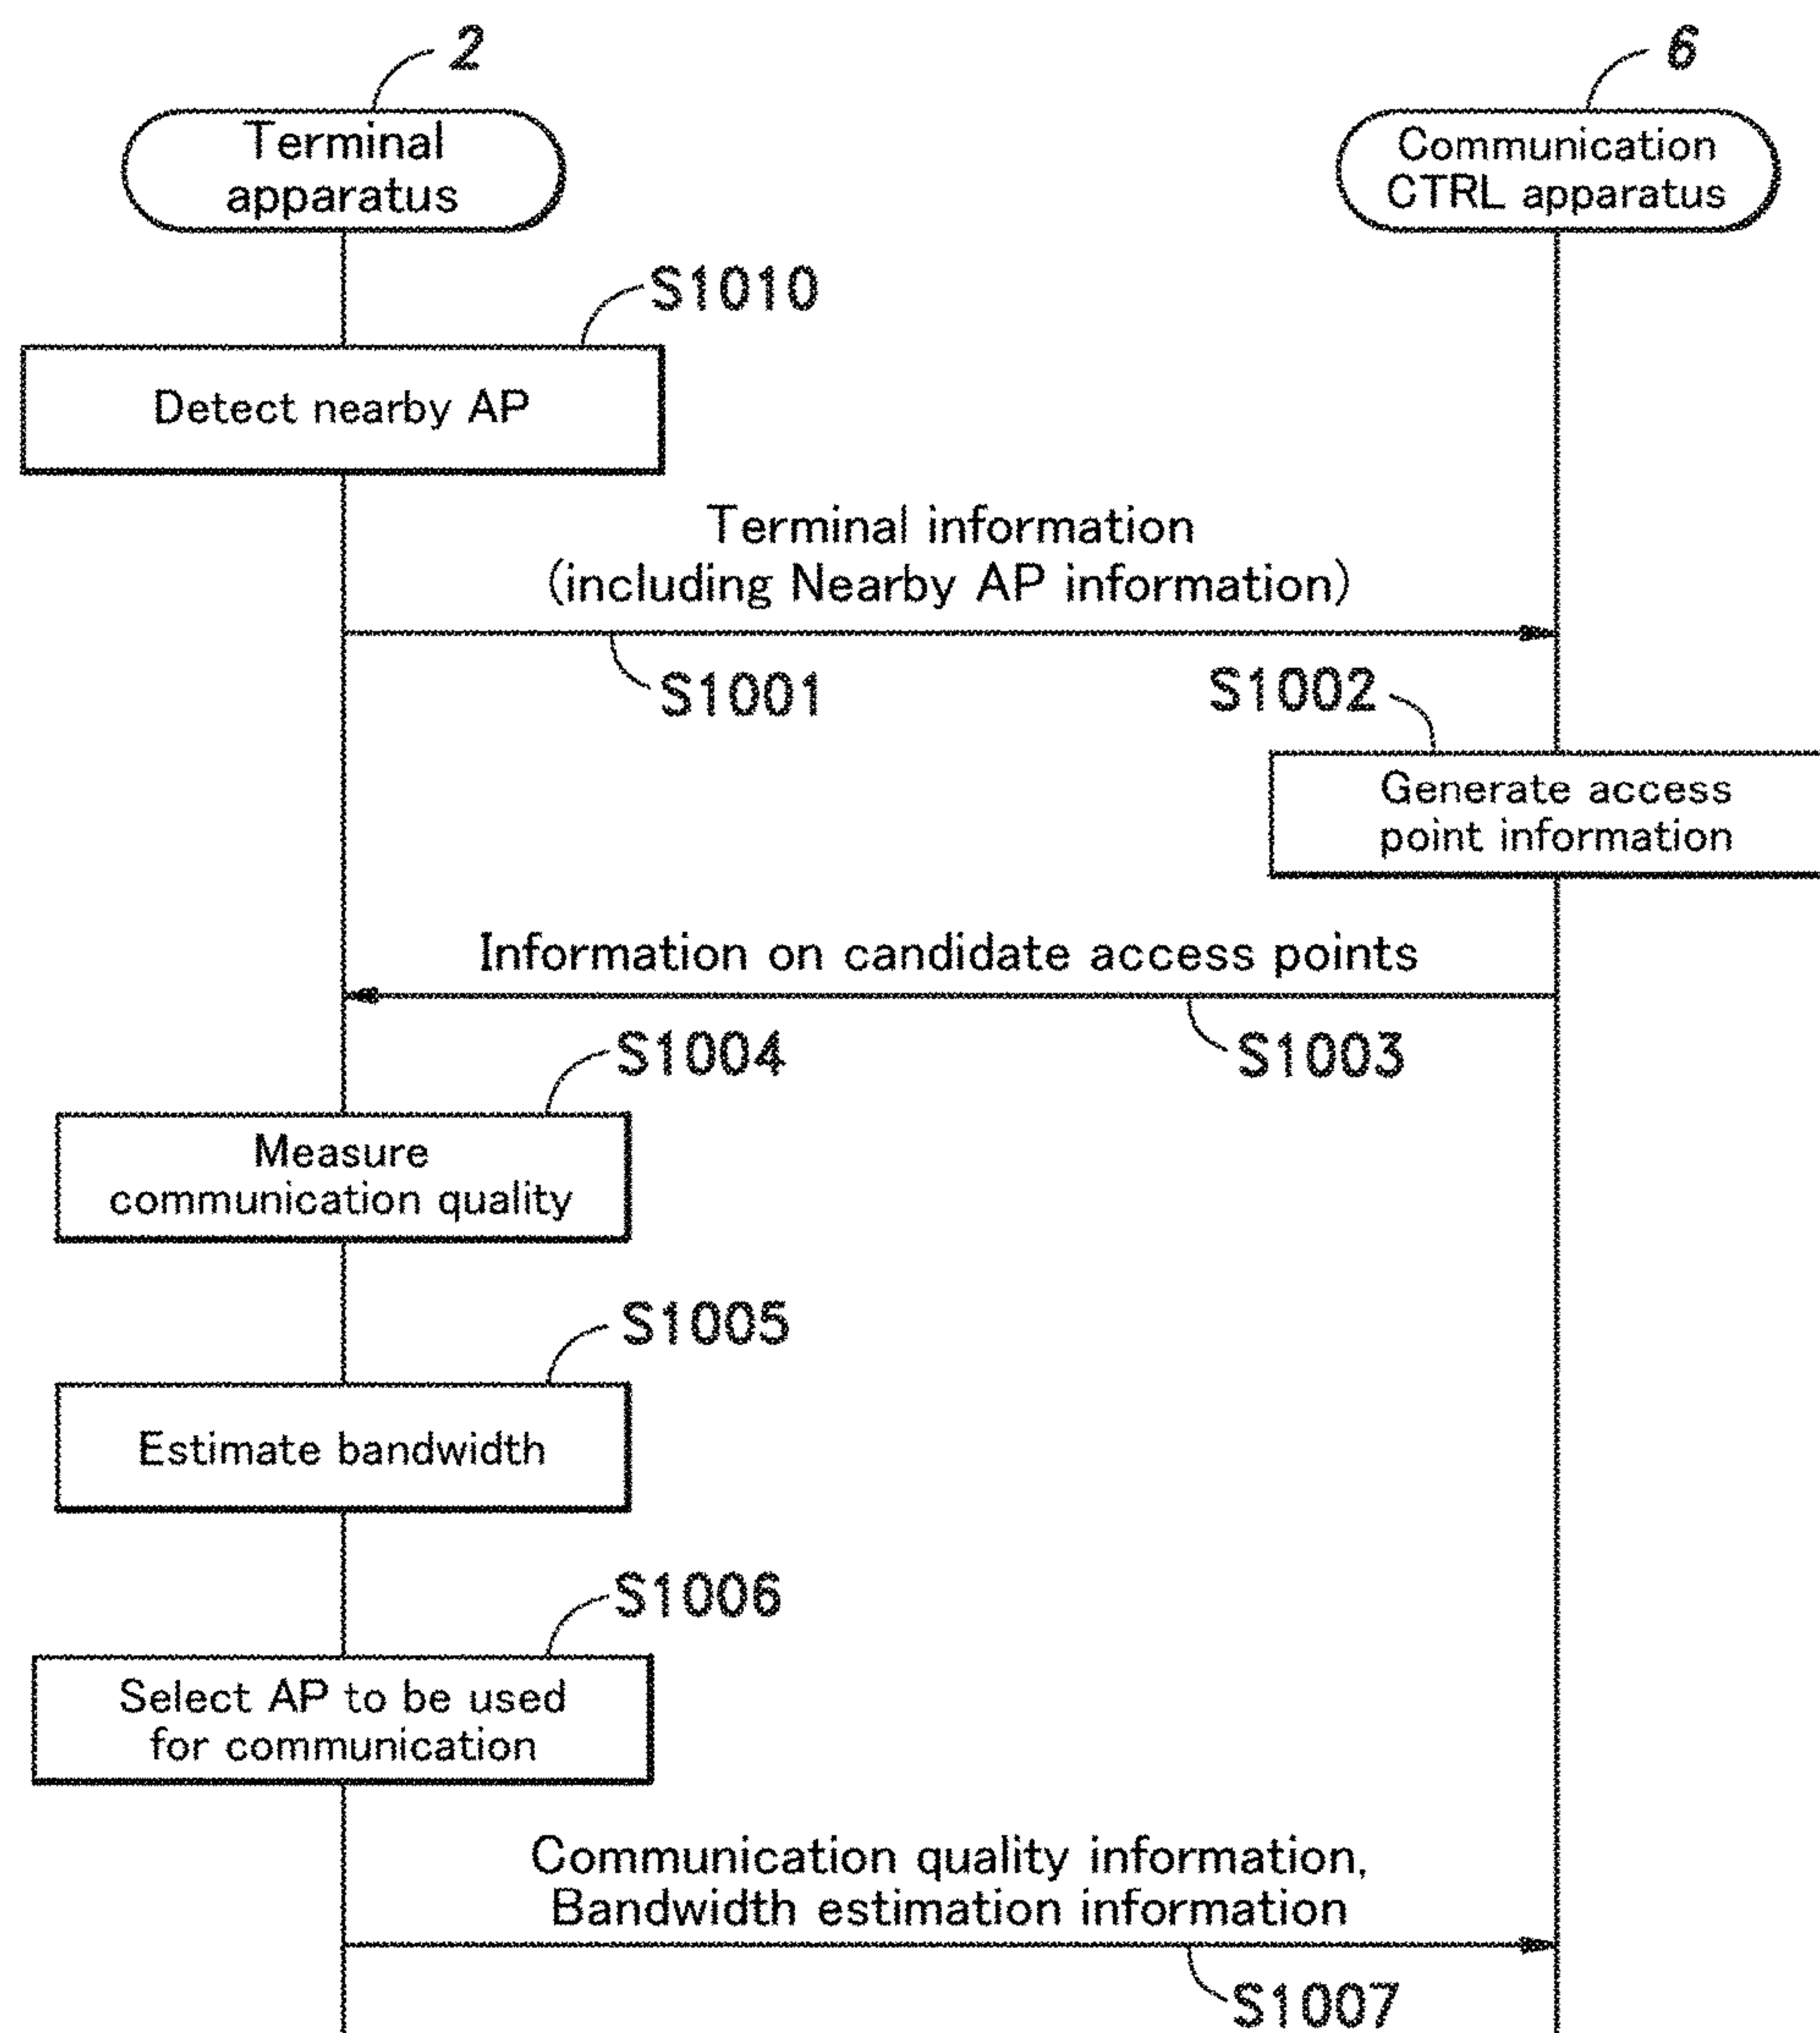 2
6
Terminal
apparatus
Communication
CTRL apparatus
S1010
Detect nearby AP
Terminal information
(including Nearby AP information)
S1001
S1002
Generate access
point information
Information on candidate access points
S1003
S1004
Measure
communication quality
S1005
Estimate bandwidth
S1006
Select AP to be used
for communication
Communication quality information,
Bandwidth estimation information
S1007